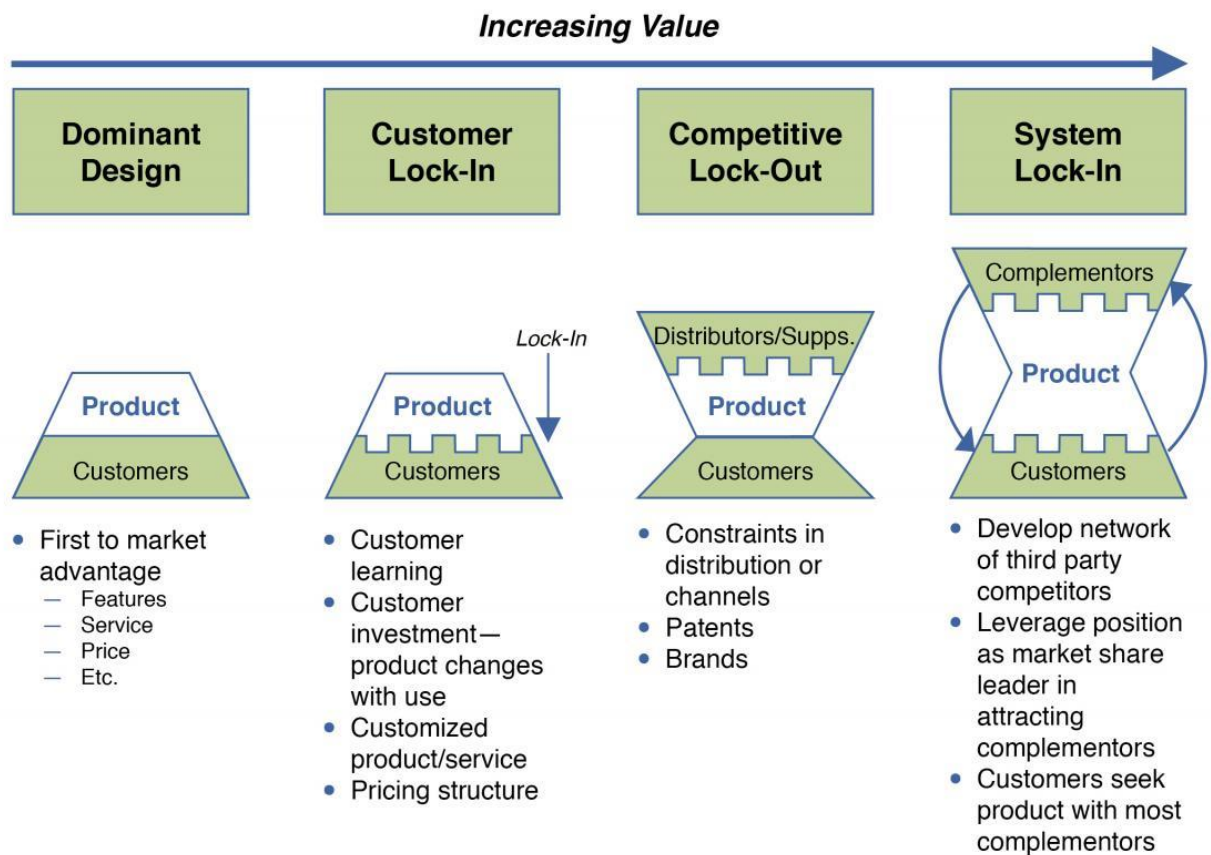 Increasing Value
Dominant
Design
Customer
Lock-In
Competitive
Lock-Out
System
Lock-In
Product
Customers
Lock-In
Product
Customers
Distributors/Supps.
Product
Customers
Complementors
Product
Customers
• First to market
advantage
— Features
— Service
— Price
— Etc.
• Customer
learning
• Customer
investment—
product changes
with use
• Customized
product/service
• Pricing structure
• Constraints in
distribution or
channels
• Patents
• Brands
• Develop network
of third party
competitors
• Leverage position
as market share
leader in
attracting
complementors
• Customers seek
product with most
complementors